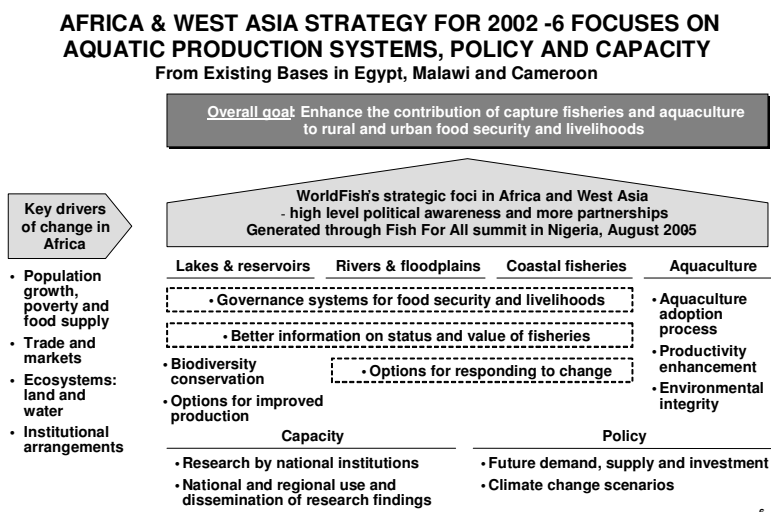 AFRICA & WEST ASIA STRATEGY FOR 2002 -6 FOCUSES ON
AQUATIC PRODUCTION SYSTEMS, POLICY AND CAPACITY
From Existing Bases in Egypt, Malawi and Cameroon
Overall goal: Enhance the contribution of capture fisheries and aquaculture
to rural and urban food security and livelihoods
Key drivers
of change in
Africa
• Population
growth,
poverty and
food supply
• Trade and
markets
• Ecosystems:
land and
water
• Institutional
arrangements
WorldFish's strategic foci in Africa and West Asia
- high level political awareness and more partnerships
Generated through Fish For All summit in Nigeria, August 2005
Lakes & reservoirs Rivers & floodplains Coastal fisheries Aquaculture
• Governance systems for food security and livelihoods
• Better information on status and value of fisheries
• Biodiversity
conservation
• Options for improved
production
• Options for responding to change
• Aquaculture
adoption
process
• Productivity
enhancement
• Environmental
integrity
Capacity
• Research by national institutions
• National and regional use and
dissemination of research findings
Policy
• Future demand, supply and investment
• Climate change scenarios